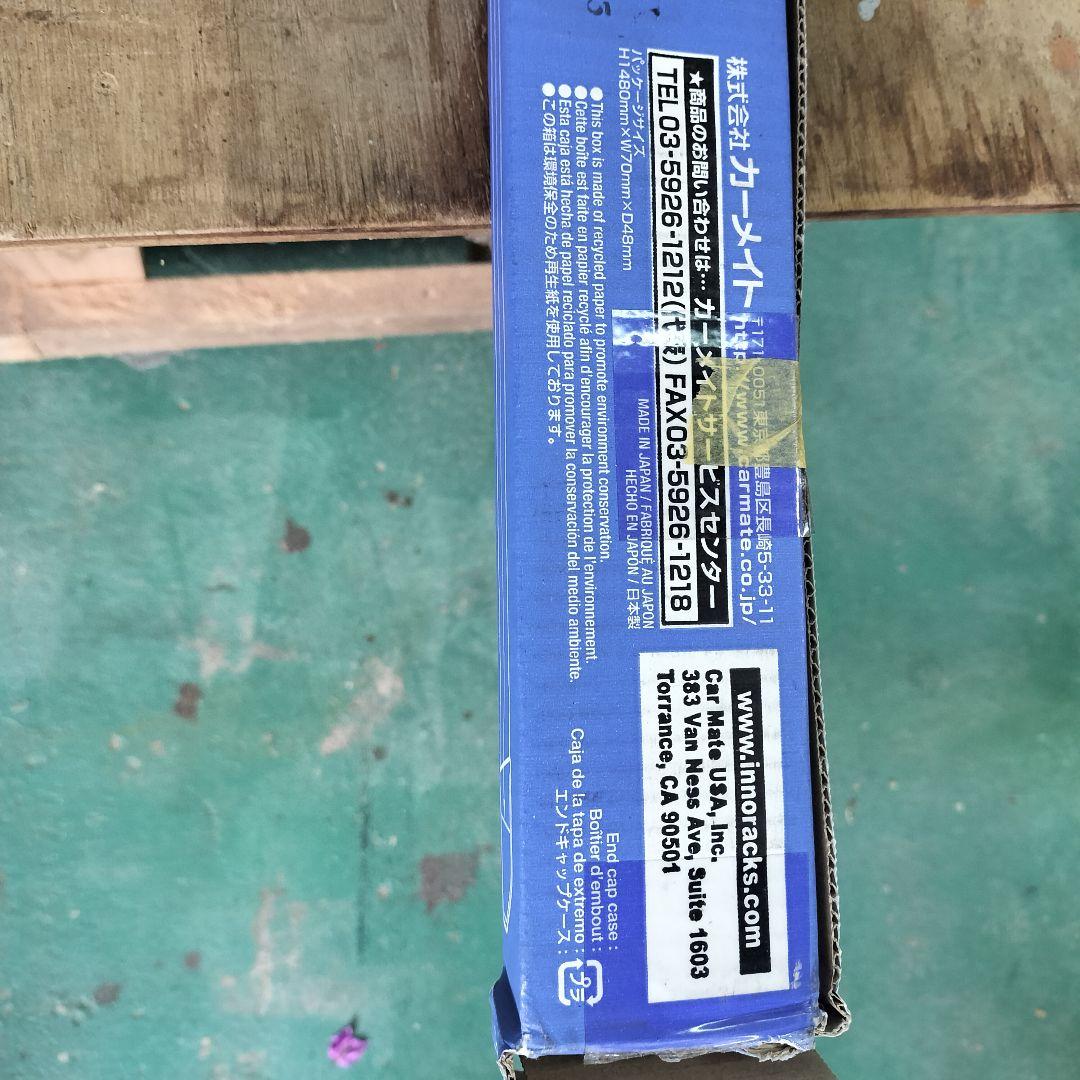 株式会社 カーメイト
〒171-0051 東京都豊島区長崎5-33-11
http://www.carmate.co.jp/
★商品のお問い合わせは… カーメイトサービスセンター
TEL03-5926-1212(代表) FAX03-5926-1218
パッケージサイズ
H1480mm×W70mm×D48mm
MADE IN JAPAN / FABRIQUÉ AU JAPON
HECHO EN JAPÓN / 日本製
●This box is made of recycled paper to promote environment conservation.
●Cette boîte est faite en papier recyclé afin d'encourager la protection de l'environnement.
●Esta caja está hecha de papel reciclado para promover la conservación del medio ambiente.
●この箱は環境保全のため再生紙を使用しております。
www.innoracks.com
Car Mate USA, Inc.
383 Van Ness Ave, Suite 1603
Torrance, CA 90501
End cap case :
Boîtier d'embout :
Caja de la tapa de extremo :
エンドキャップケース :
プラ